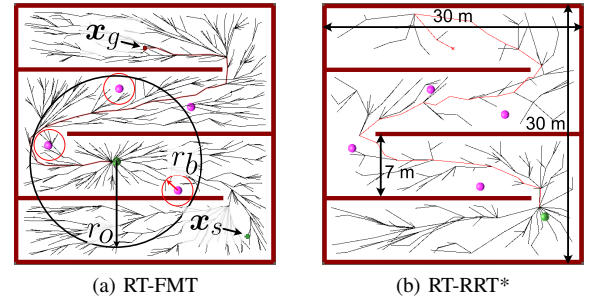 x_g
r_b
r_o
x_s
(a) RT-FMT
30 m
30 m
7 m
(b) RT-RRT*